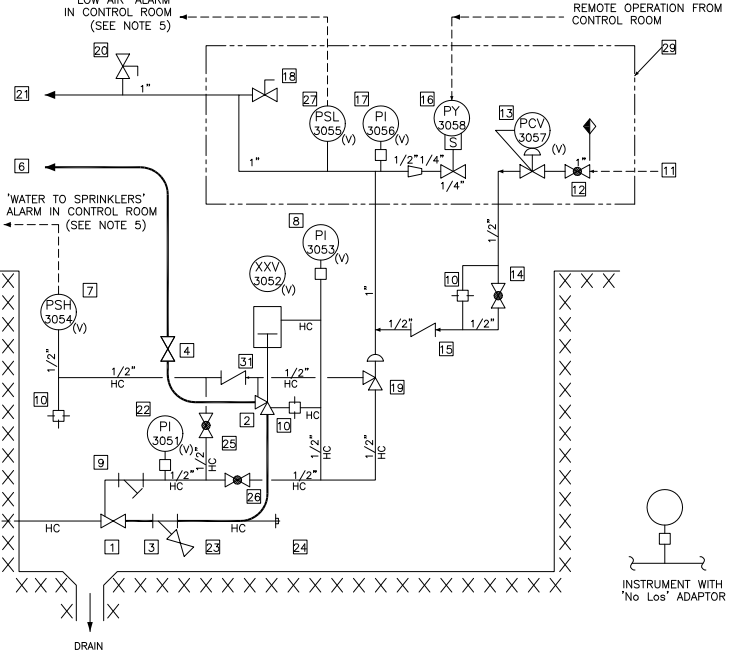 "LOW AIR" ALARM
IN CONTROL ROOM
(SEE NOTE 5)
REMOTE OPERATION FROM
CONTROL ROOM
20
29
18
27
17
16
13
21
1"
PSL
3055
(V)
PI
3056
(V)
PY
3058
S
PCV
3057
(V)
6
1"
1/2"
1/4"
1/4"
1"
12
11
'WATER TO SPRINKLERS'
ALARM IN CONTROL ROOM
(SEE NOTE 5)
8
PI
3053
(V)
1/2"
7
XXV
3052
(V)
10
14
PSH
3054
(V)
1"
HC
1/2"
1/2"
15
4
1/2"
31
1/2"
HC
1/2"
HC
19
10
22
2
10
HC
PI
3051
(V)
25
1/2"
HC
1/2"
HC
1/2"
HC
9
1/2"
HC
26
1/2"
HC
HC
HC
1
3
23
24
INSTRUMENT WITH
'No Los' ADAPTOR
DRAIN